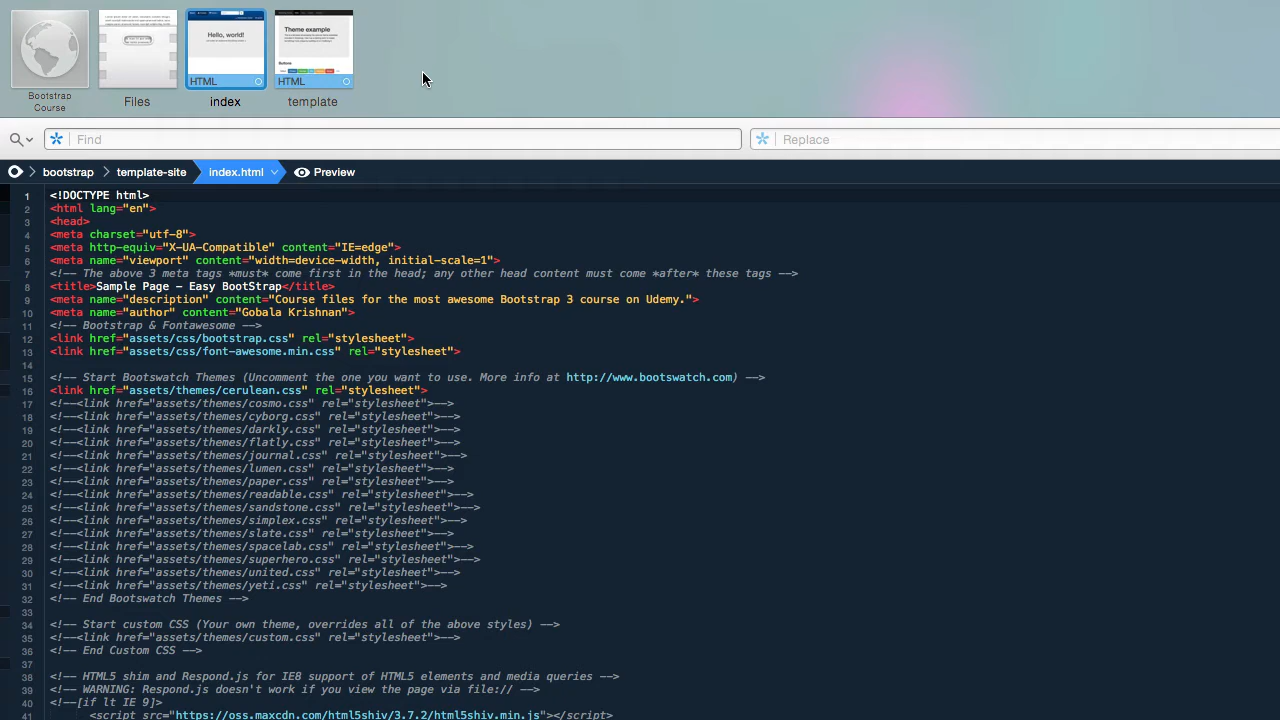 Hello, world!
Theme example
Buttons
HTML
HTML
Bootstrap
Course
Files
index
template
Find
Replace
bootstrap
template-site
index.html
Preview
1 <!DOCTYPE html>
2 <html lang="en">
3 <head>
4 <meta charset="utf-8">
5 <meta http-equiv="X-UA-Compatible" content="IE=edge">
6 <meta name="viewport" content="width=device-width, initial-scale=1">
7 <!-- The above 3 meta tags *must* come first in the head; any other head content must come *after* these tags -->
8 <title>Sample Page - Easy BootStrap</title>
9 <meta name="description" content="Course files for the most awesome Bootstrap 3 course on Udemy.">
10 <meta name="author" content="Gobala Krishnan">
11 <!-- Bootstrap & Fontawesome -->
12 <link href="assets/css/bootstrap.css" rel="stylesheet">
13 <link href="assets/css/font-awesome.min.css" rel="stylesheet">
14
15 <!-- Start Bootswatch Themes (Uncomment the one you want to use. More info at http://www.bootswatch.com) -->
16 <link href="assets/themes/cerulean.css" rel="stylesheet">
17 <!--<link href="assets/themes/cosmo.css" rel="stylesheet">-->
18 <!--<link href="assets/themes/cyborg.css" rel="stylesheet">-->
19 <!--<link href="assets/themes/darkly.css" rel="stylesheet">-->
20 <!--<link href="assets/themes/flatly.css" rel="stylesheet">-->
21 <!--<link href="assets/themes/journal.css" rel="stylesheet">-->
22 <!--<link href="assets/themes/lumen.css" rel="stylesheet">-->
23 <!--<link href="assets/themes/paper.css" rel="stylesheet">-->
24 <!--<link href="assets/themes/readable.css" rel="stylesheet">-->
25 <!--<link href="assets/themes/sandstone.css" rel="stylesheet">-->
26 <!--<link href="assets/themes/simplex.css" rel="stylesheet">-->
27 <!--<link href="assets/themes/slate.css" rel="stylesheet">-->
28 <!--<link href="assets/themes/spacelab.css" rel="stylesheet">-->
29 <!--<link href="assets/themes/superhero.css" rel="stylesheet">-->
30 <!--<link href="assets/themes/united.css" rel="stylesheet">-->
31 <!--<link href="assets/themes/yeti.css" rel="stylesheet">-->
32 <!-- End Bootswatch Themes -->
33
34 <!-- Start custom CSS (Your own theme, overrides all of the above styles) -->
35 <!--<link href="assets/themes/custom.css" rel="stylesheet">-->
36 <!-- End Custom CSS -->
37
38 <!-- HTML5 shim and Respond.js for IE8 support of HTML5 elements and media queries -->
39 <!-- WARNING: Respond.js doesn't work if you view the page via file:// -->
40 <!--[if lt IE 9]>
41 <script src="https://oss.maxcdn.com/html5shiv/3.7.2/html5shiv.min.js"></script>